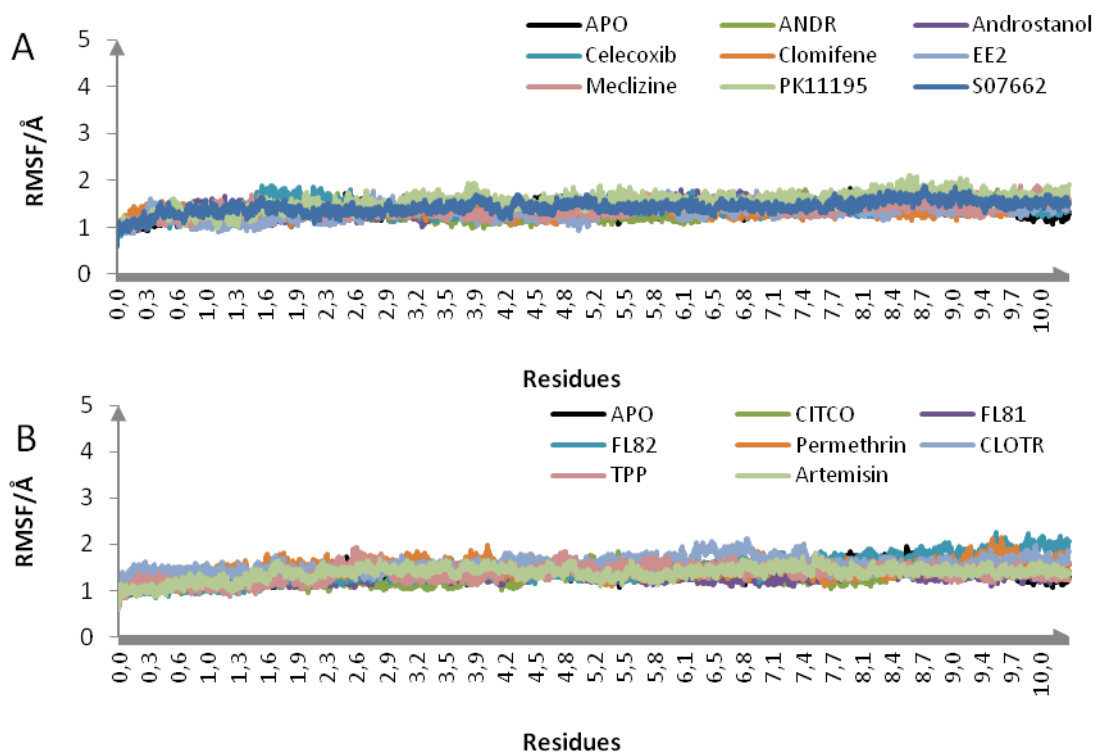 A
APO ANDR Androstanol
Celecoxib Clomifene EE2
Meclizine PK11195 S07662
RMSF/Å
5
4
3
2
1
0
0,0 0,3 0,6 1,0 1,3 1,6 1,9 2,3 2,6 2,9 3,2 3,5 3,9 4,2 4,5 4,8 5,2 5,5 5,8 6,1 6,5 6,8 7,1 7,4 7,7 8,1 8,4 8,7 9,0 9,4 9,7 10,0
Residues
B
APO CITCO FL81
FL82 Permethrin CLOTR
TPP Artemisin
RMSF/Å
5
4
3
2
1
0
0,0 0,3 0,6 1,0 1,3 1,6 1,9 2,3 2,6 2,9 3,2 3,5 3,9 4,2 4,5 4,8 5,2 5,5 5,8 6,1 6,5 6,8 7,1 7,4 7,7 8,1 8,4 8,7 9,0 9,4 9,7 10,0
Residues